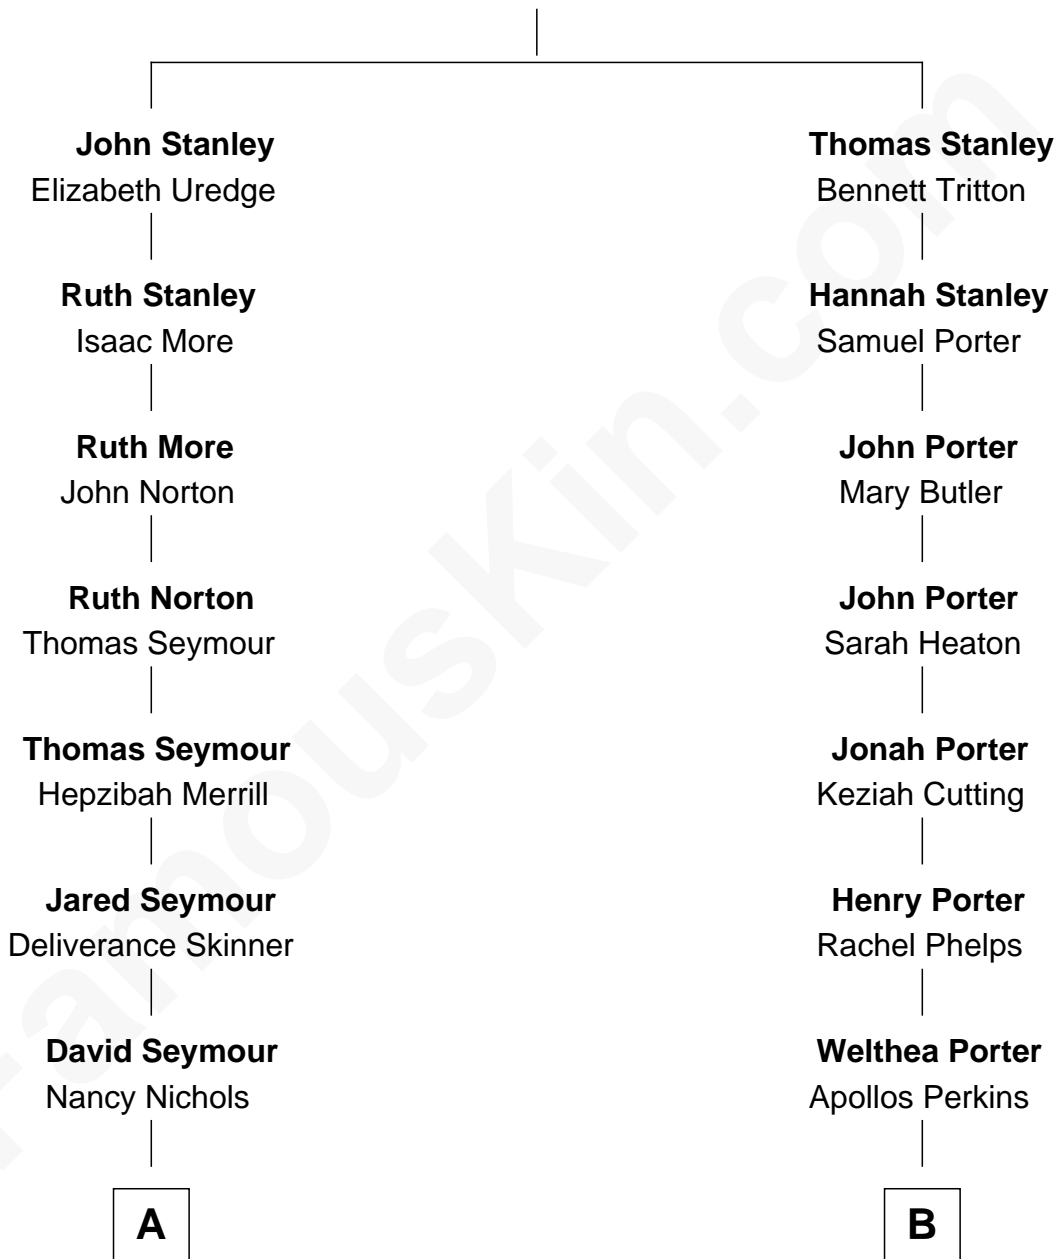 John Stanley
Elizabeth Uredge
Ruth Stanley
Isaac More
Ruth More
John Norton
Ruth Norton
Thomas Seymour
Thomas Seymour
Hepzibah Merrill
Jared Seymour
Deliverance Skinner
David Seymour
Nancy Nichols
A
Thomas Stanley
Bennett Tritton
Hannah Stanley
Samuel Porter
John Porter
Mary Butler
John Porter
Sarah Heaton
Jonah Porter
Keziah Cutting
Henry Porter
Rachel Phelps
Welthea Porter
Apollos Perkins
B
FamousKin.com